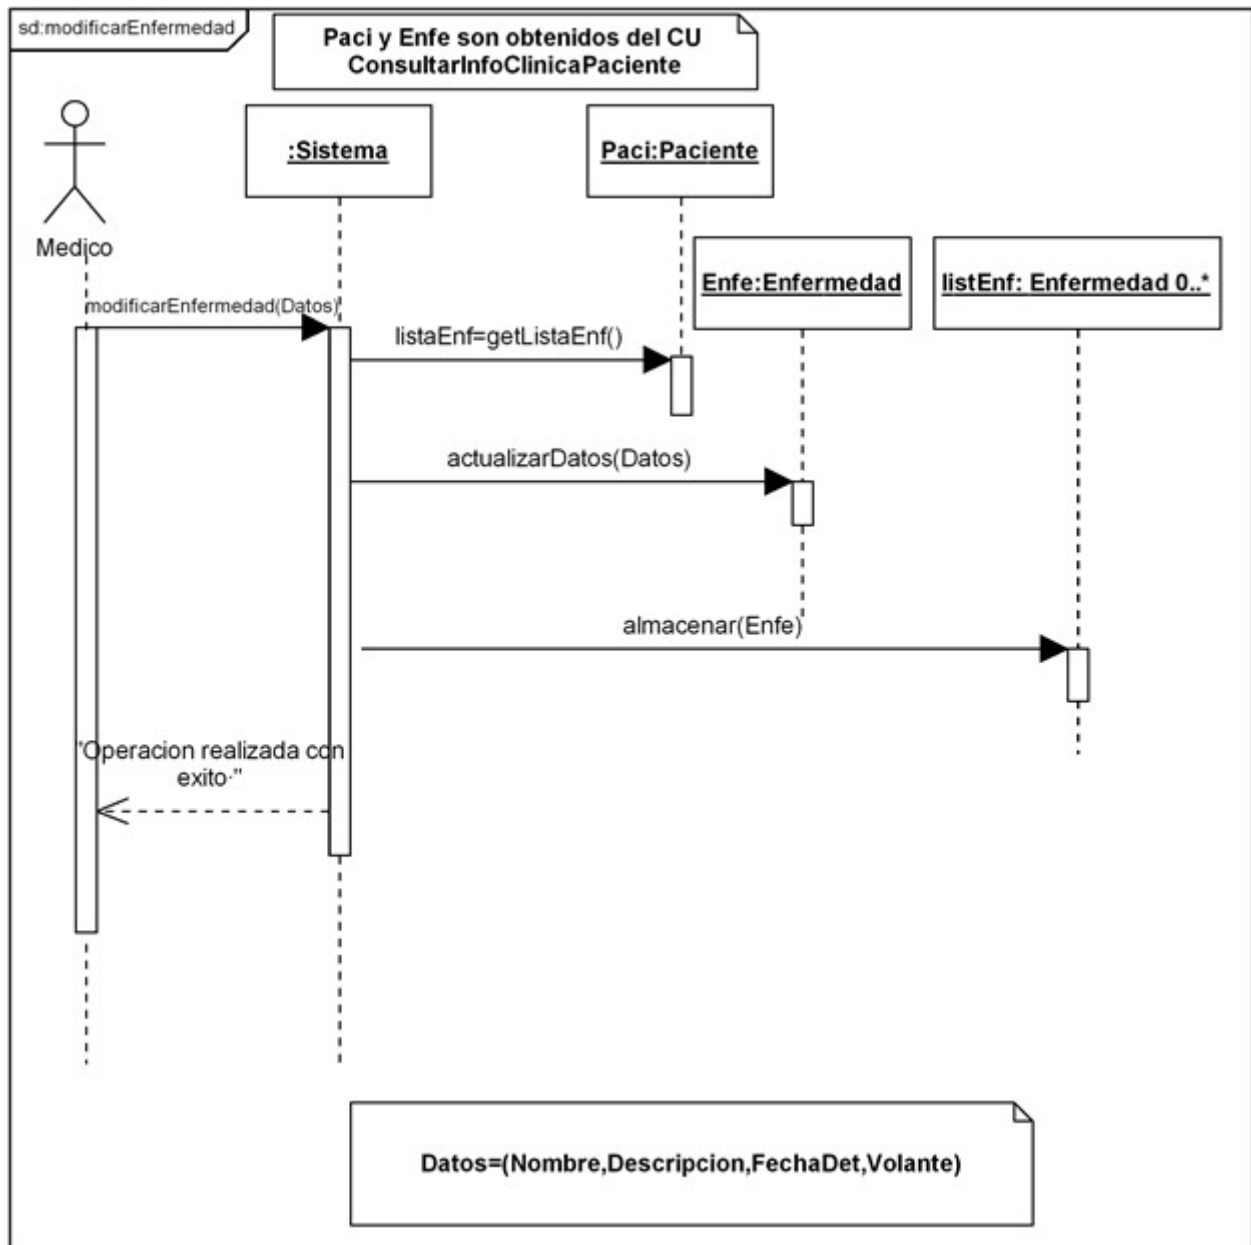 sd:modificarEnfermedad
Paci y Enfe son obtenidos del CU
ConsultarInfoClinicaPaciente
:Sistema
Paci:Paciente
Medico
Enfe:Enfermedad
listEnf: Enfermedad 0..*
modificarEnfermedad(Datos)
listaEnf=getListaEnf()
actualizarDatos(Datos)
almacenar(Enfe)
"Operacion realizada con
exito·"
Datos=(Nombre,Descripcion,FechaDet,Volante)